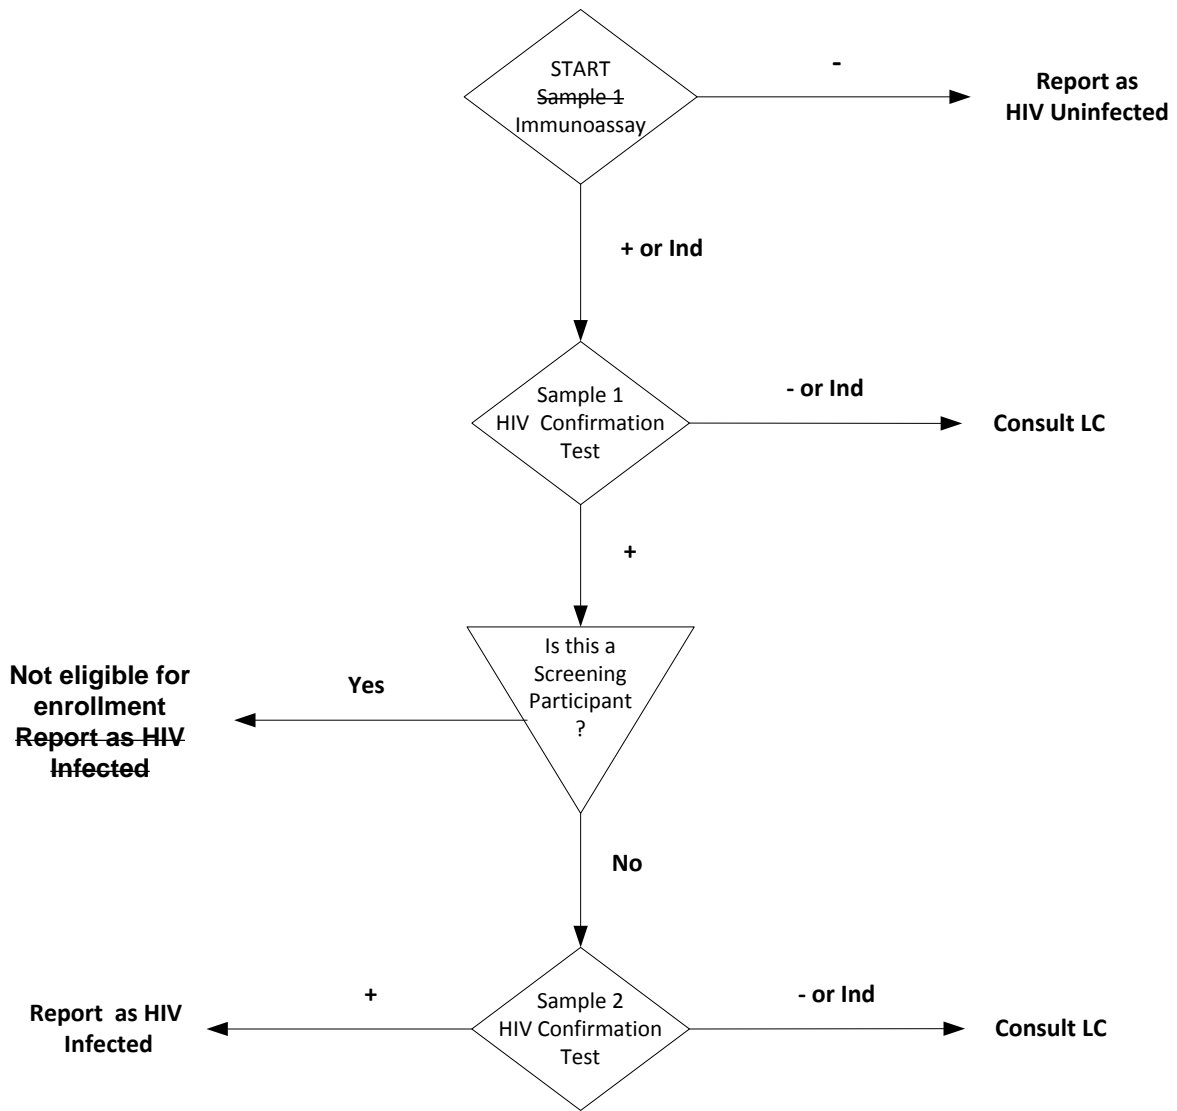 START
Sample 1
Immunoassay
-
Report as
HIV Uninfected
+ or Ind
Sample 1
HIV Confirmation
Test
- or Ind
Consult LC
+
Is this a
Screening
Participant
?
Yes
Not eligible for
enrollment
Report as HIV
Infected
No
Sample 2
HIV Confirmation
Test
+
Report as HIV
Infected
- or Ind
Consult LC